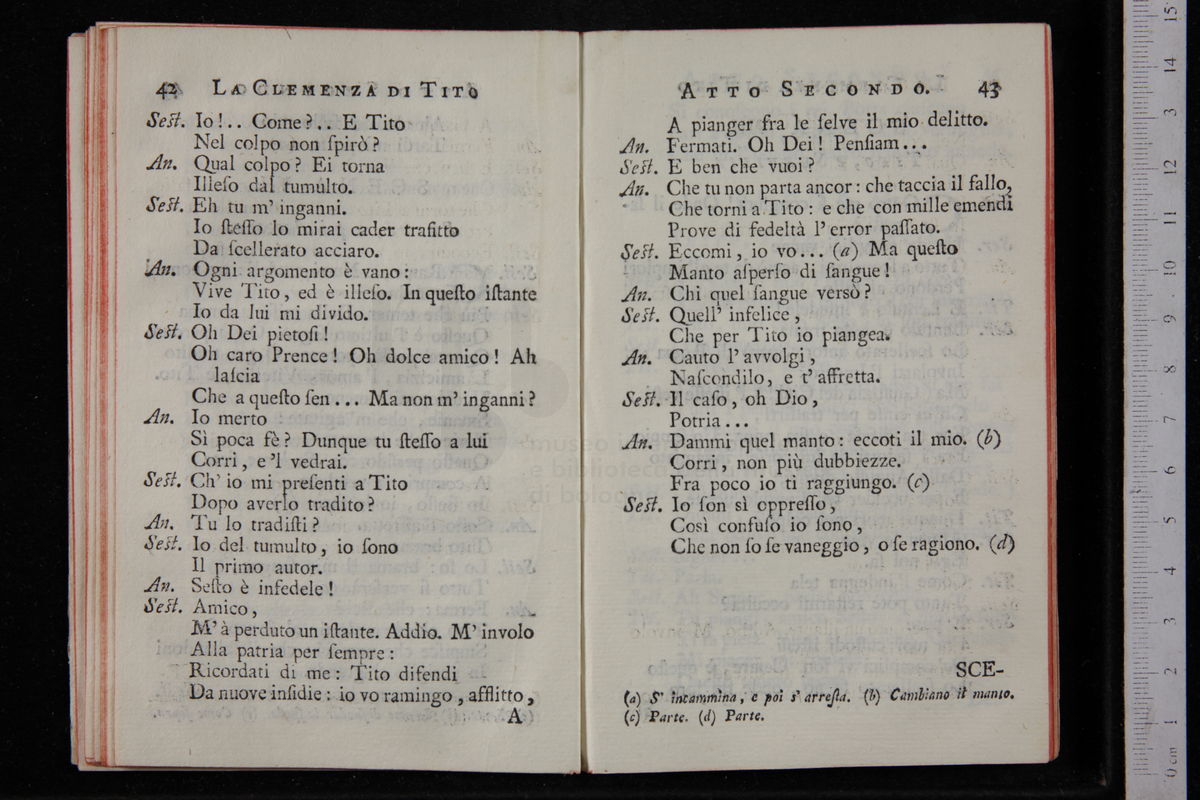 42 LA CLEMENZA DI TITO
Seſt. Io!.. Come?.. E Tito
Nel colpo non ſpirò?
An. Qual colpo? Ei torna
Illeſo dal tumulto.
Seſt. Eh tu m' inganni.
Io ſteſſo lo mirai cader trafitto
Da ſcellerato acciaro.
An. Ogni argomento è vano:
Vive Tito, ed è illeſo. In queſto iſtante
Io da lui mi divido.
Seſt. Oh Dei pietoſi!
Oh caro Prence! Oh dolce amico! Ah
laſcia
Che a queſto ſen... Ma non m' inganni?
An. Io merto
Sì poca fè? Dunque tu ſteſſo a lui
Corri, e 'l vedrai.
Seſt. Ch' io mi preſenti a Tito
Dopo averlo tradito?
An. Tu lo tradiſti?
Seſt. Io del tumulto, io ſono
Il primo autor.
An. Seſto è infedele!
Seſt. Amico,
M' à perduto un iſtante. Addio. M' involo
Alla patria per ſempre:
Ricordati di me: Tito difendi
Da nuove inſidie: io vo ramingo, afflitto,
A
ATTO SECONDO. 43
A pianger fra le ſelve il mio delitto.
An. Fermati. Oh Dei! Penſiam...
Seſt. E ben che vuoi?
An. Che tu non parta ancor: che taccia il fallo,
Che torni a Tito: e che con mille emendi
Prove di fedeltà l' error paſſato.
Seſt. Eccomi, io vo... (a) Ma queſto
Manto aſperſo di ſangue!
An. Chi quel ſangue versò?
Seſt. Quell' infelice,
Che per Tito io piangea.
An. Cauto l' avvolgi,
Naſcondilo, e t' affretta.
Seſt. Il caſo, oh Dio,
Potria...
An. Dammi quel manto: eccoti il mio. (b)
Corri, non più dubbiezze.
Fra poco io ti raggiungo. (c)
Seſt. Io ſon sì oppreſſo,
Così confuſo io ſono,
Che non ſo ſe vaneggio, o ſe ragiono. (d)
SCE-
(a) S' incammina, e poi s' arreſta. (b) Cambiano il manto.
(c) Parte. (d) Parte.